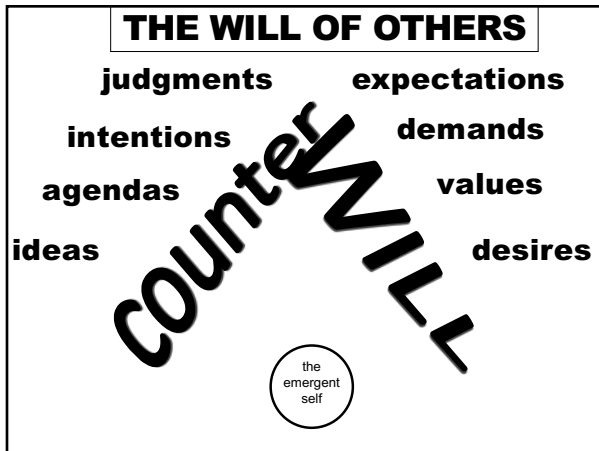 THE WILL OF OTHERS
judgments
expectations
intentions
demands
agendas
values
ideas
desires
counter
WILL
the
emergent
self